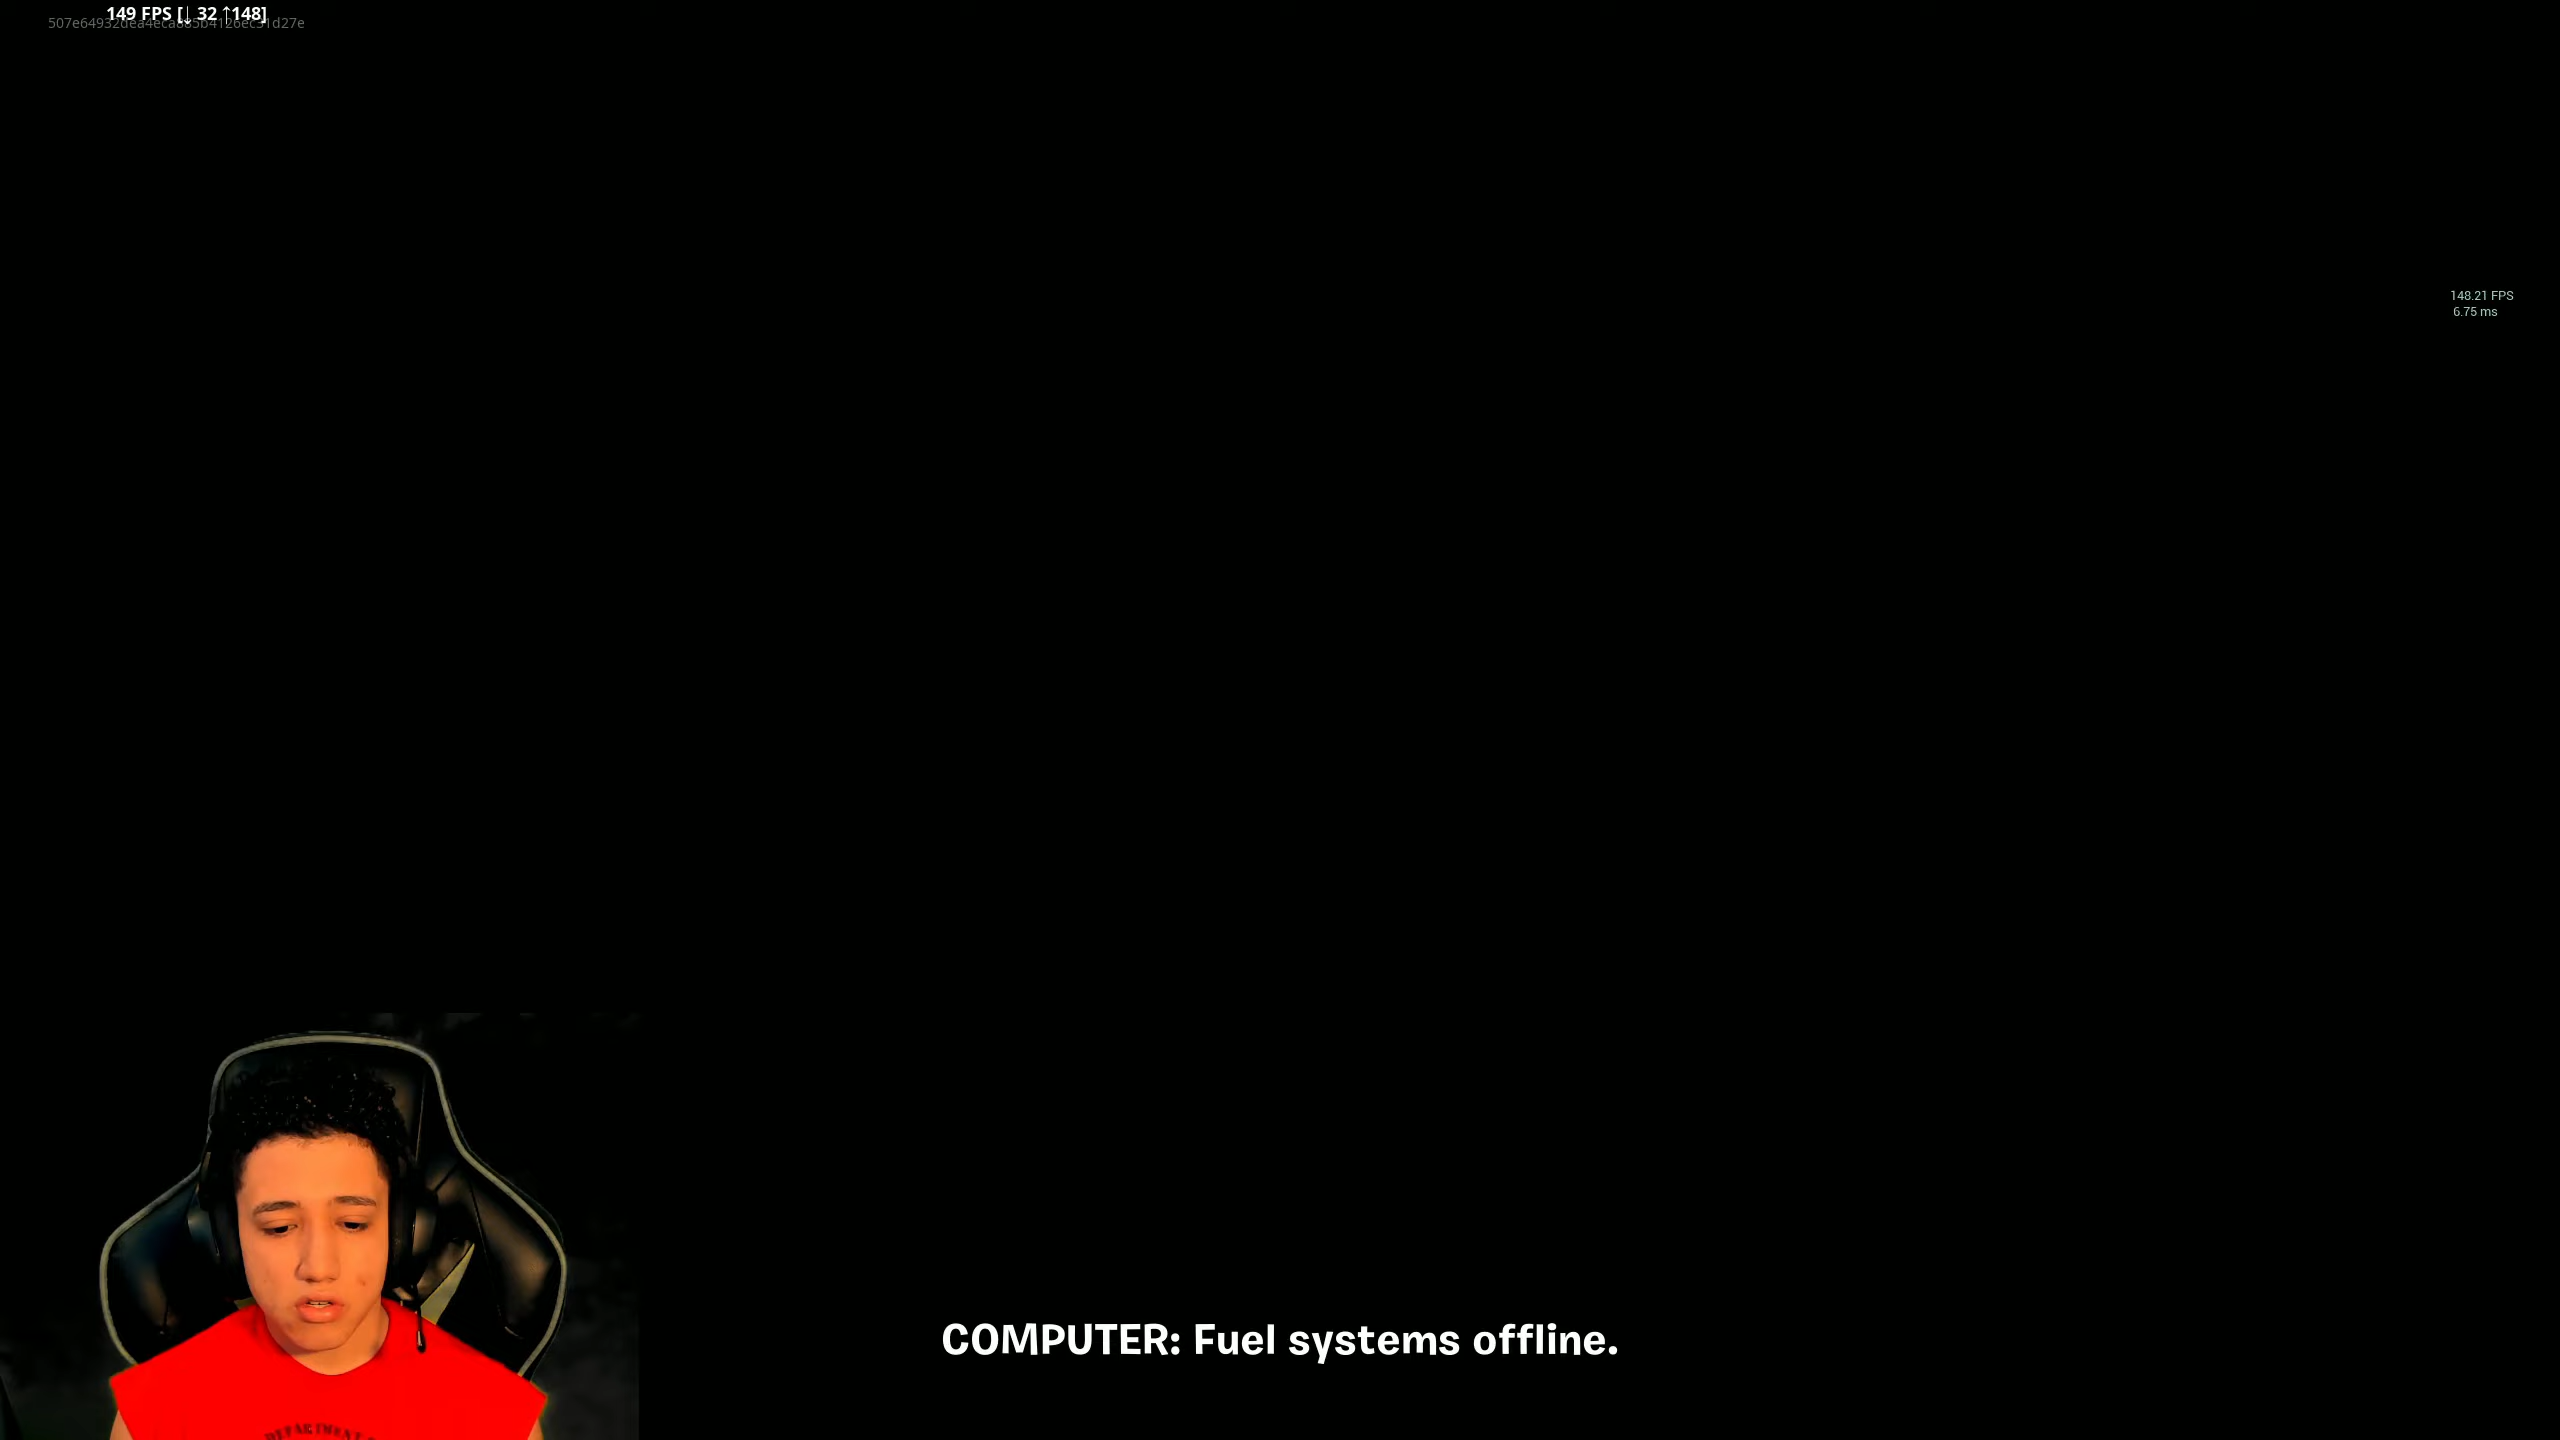 149 FPS [↓ 32 ↑148]
148.21 FPS
6.75 ms
COMPUTER: Fuel systems offline.